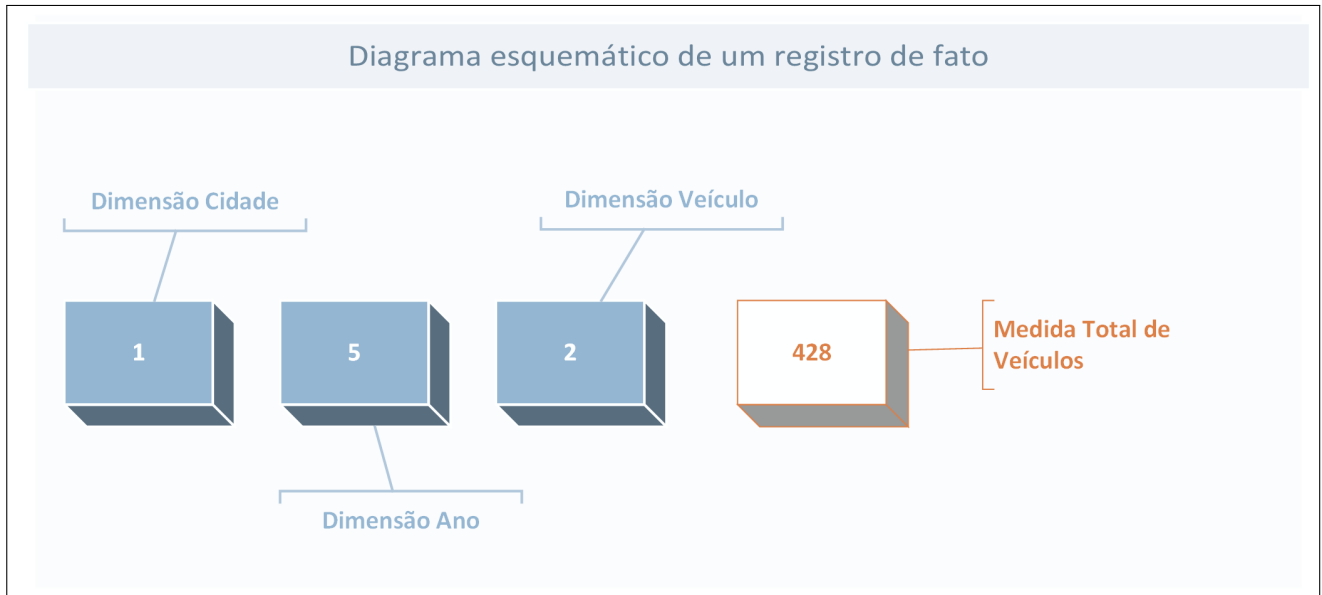 Diagrama esquemático de um registro de fato
Dimensão Cidade
Dimensão Veículo
1
5
2
428
Medida Total de
Veículos
Dimensão Ano